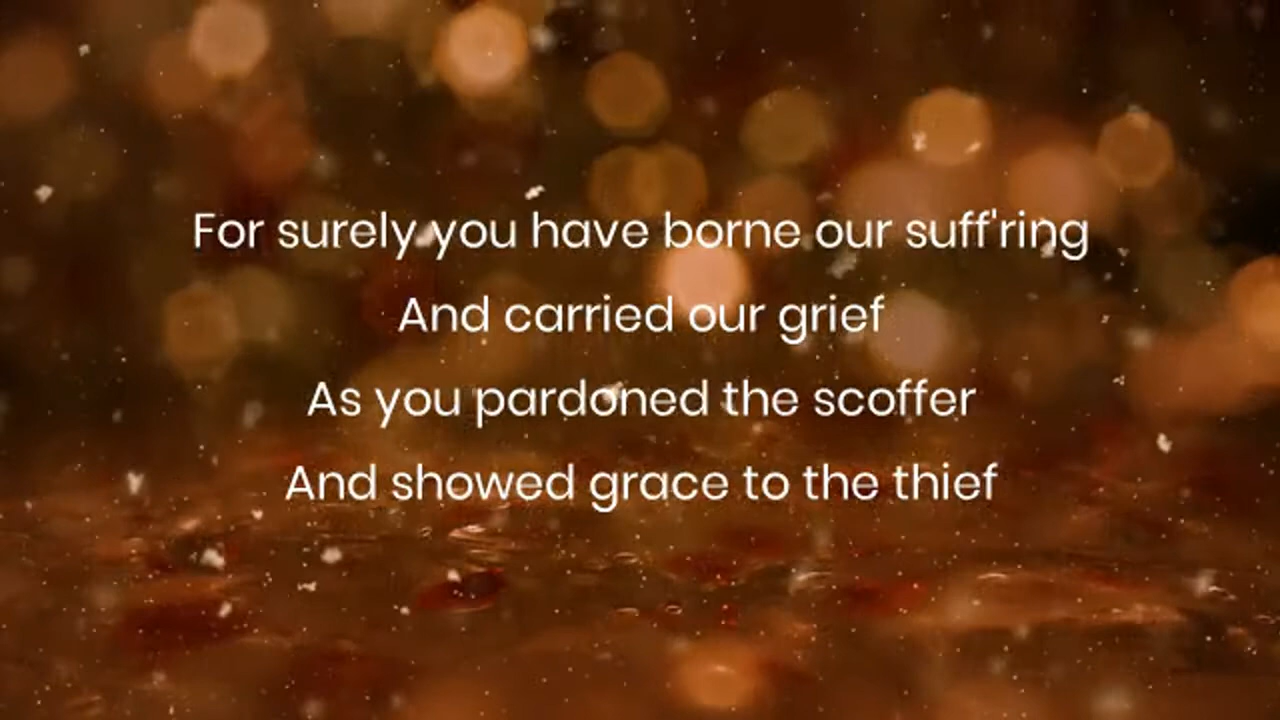 For surely you have borne our suff'ring
And carried our grief
As you pardoned the scoffer
And showed grace to the thief